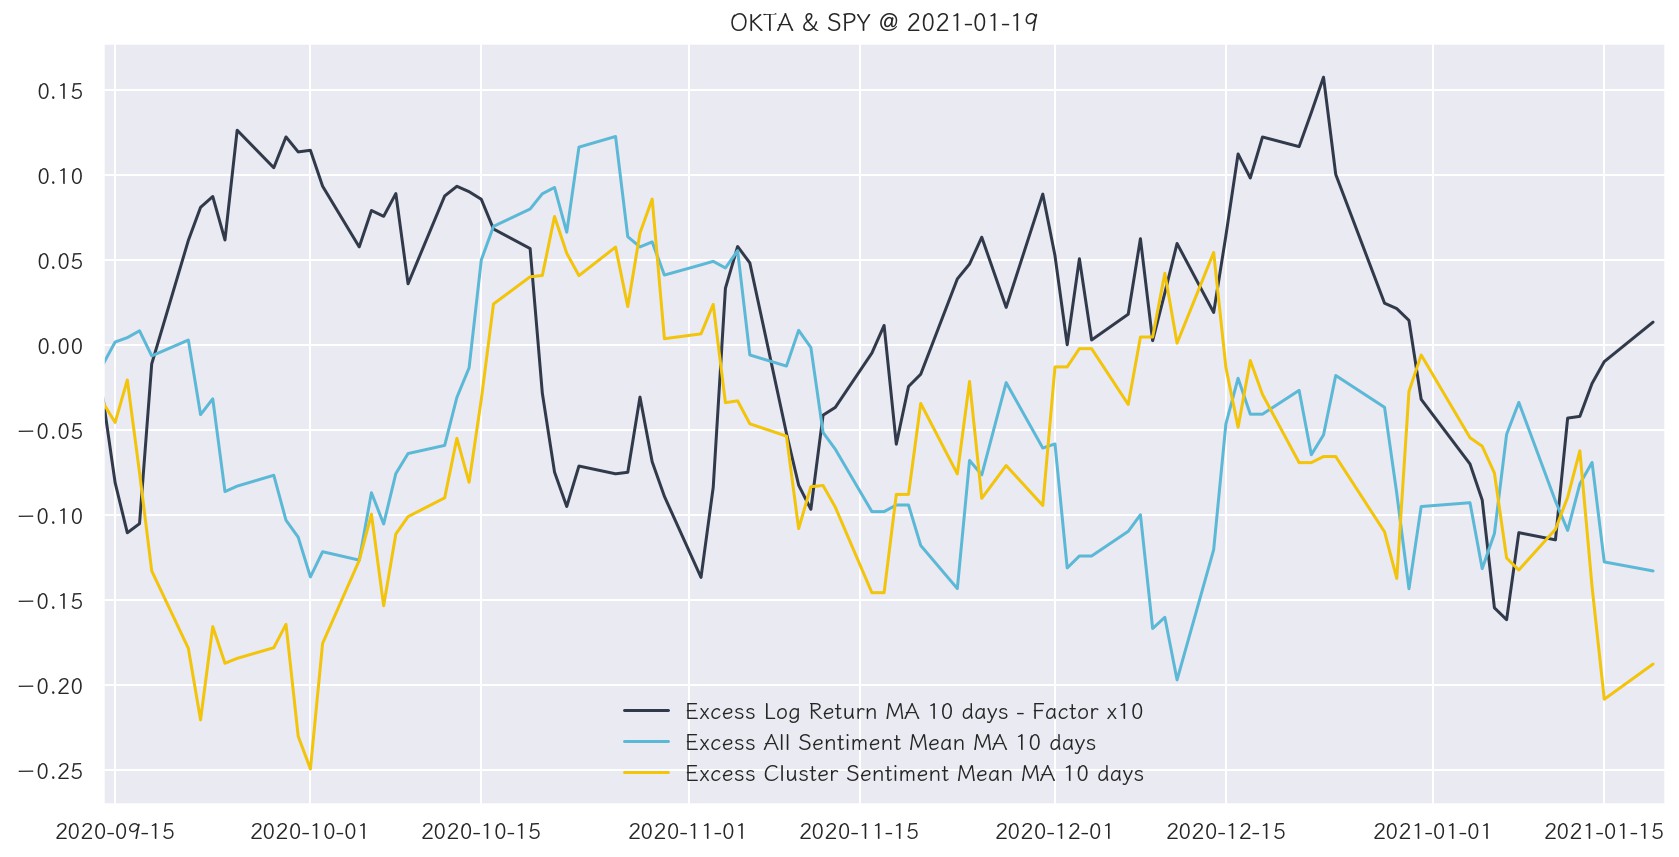 OKTA & SPY @ 2021-01-19
0.15
0.10
0.05
0.00
−0.05
−0.10
−0.15
−0.20
−0.25
Excess Log Return MA 10 days - Factor x10
Excess All Sentiment Mean MA 10 days
Excess Cluster Sentiment Mean MA 10 days
2020-09-15 2020-10-01 2020-10-15 2020-11-01 2020-11-15 2020-12-01 2020-12-15 2021-01-01 2021-01-15